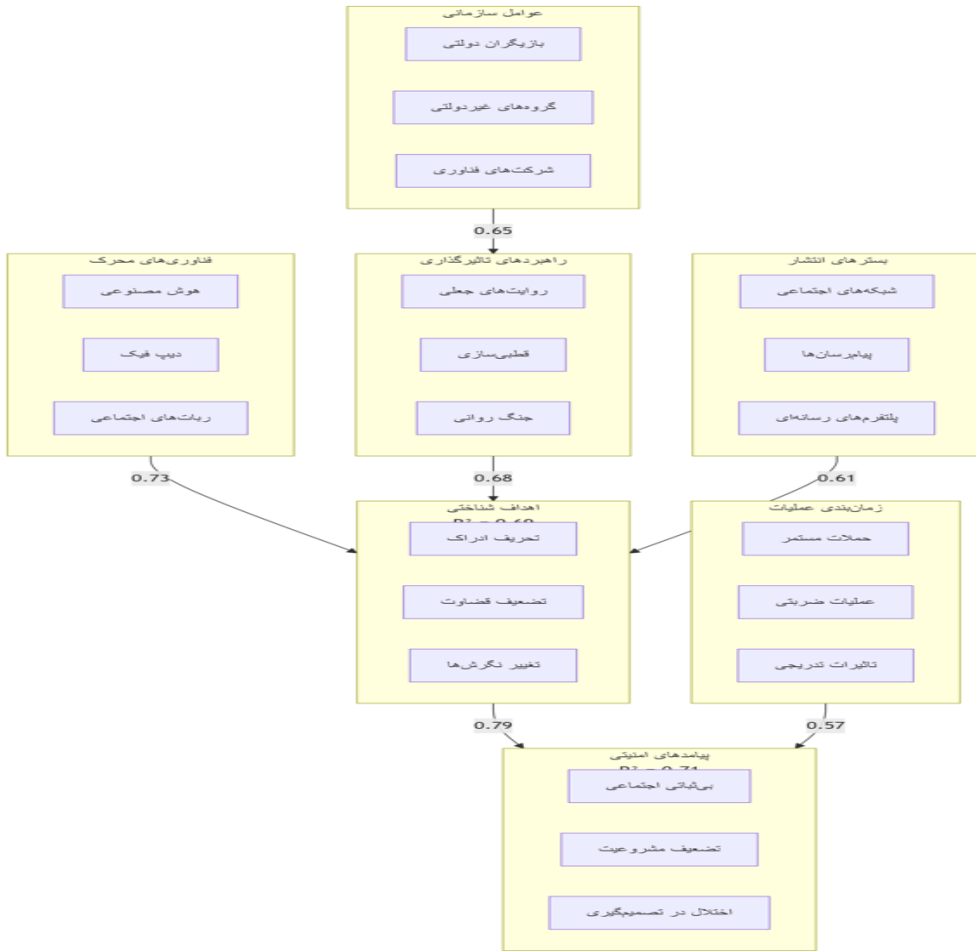 عوامل سازمانی
بازیگران دولتی
گروه‌های غیردولتی
شرکت‌های فناوری
0.65
فناوری‌های محرک
هوش مصنوعی
دیپ فیک
ربات‌های اجتماعی
راهبردهای تاثیرگذاری
روایت‌های جعلی
قطبی‌سازی
جنگ روانی
بسترهای انتشار
شبکه‌های اجتماعی
پیام‌رسان‌ها
پلتفرم‌های رسانه‌ای
0.73
0.68
0.61
اهداف شناختی
تحریف ادراک
تضعیف قضاوت
تغییر نگرش‌ها
زمان‌بندی عملیات
حملات مستمر
عملیات ضربتی
تاثیرات تدریجی
0.79
0.57
پیامدهای امنیتی
R² = 0.71
بی‌ثباتی اجتماعی
تضعیف مشروعیت
اختلال در تصمیم‌گیری